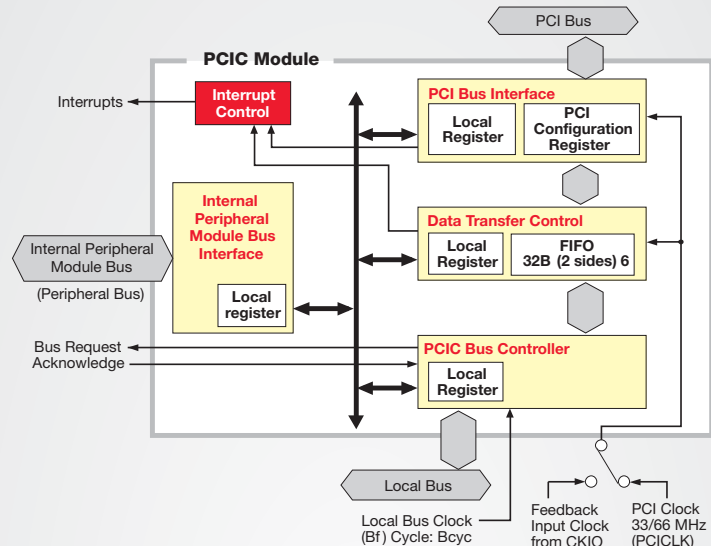 PCI Bus
PCIC Module
Interrupts
Interrupt
Control
PCI Bus Interface
Local
Register
PCI
Configuration
Register
Internal
Peripheral
Module Bus
Interface
Local
register
Internal Peripheral
Module Bus
(Peripheral Bus)
Data Transfer Control
Local
Register
FIFO
32B (2 sides) 6
Bus Request
Acknowledge
PCIC Bus Controller
Local
Register
Local Bus
Local Bus Clock
(Bf) Cycle: Bcyc
Feedback
Input Clock
from CKIO
PCI Clock
33/66 MHz
(PCICLK)